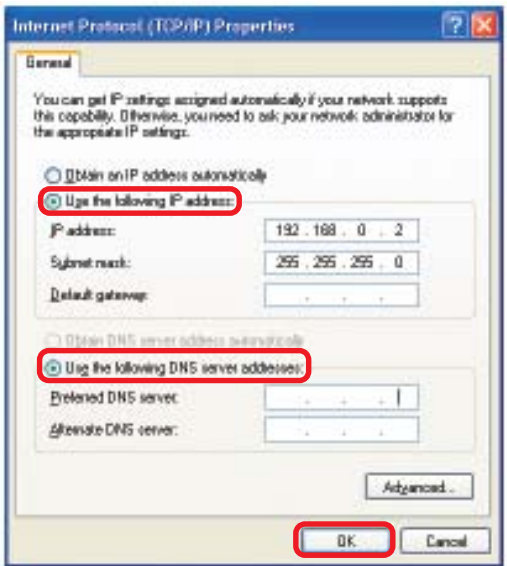 Internet Protocol (TCP/IP) Properties
General
You can get IP settings assigned automatically if your network supports
this capability. Otherwise, you need to ask your network administrator for
the appropriate IP settings.
Obtain an IP address automatically
Use the following IP address:
IP address: 192 . 168 . 0 . 2
Subnet mask: 255 . 255 . 255 . 0
Default gateway: . . .
Obtain DNS server address automatically
Use the following DNS server addresses:
Preferred DNS server: . . .
Alternate DNS server: . . .
Advanced...
OK Cancel